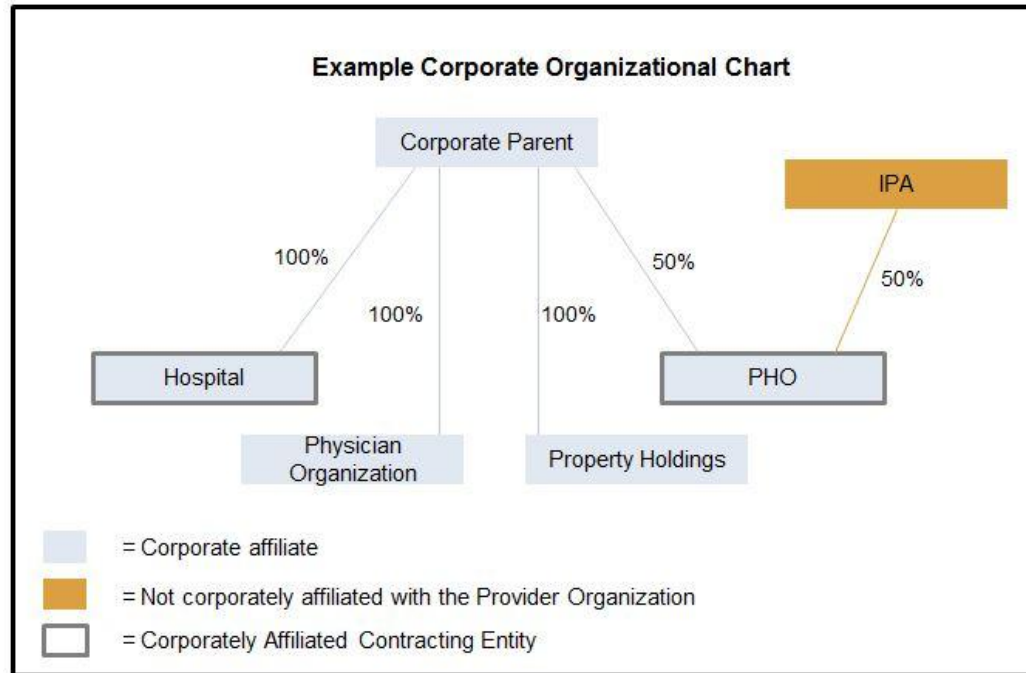 Example Corporate Organizational Chart
Corporate Parent
IPA
100%
50%
50%
100%
100%
Hospital
PHO
Physician
Organization
Property Holdings
= Corporate affiliate
= Not corporately affiliated with the Provider Organization
= Corporately Affiliated Contracting Entity